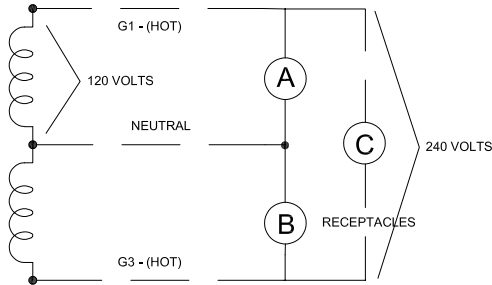 G1 - (HOT)
120 VOLTS
A
NEUTRAL
C
240 VOLTS
B
RECEPTACLES
G3 - (HOT)